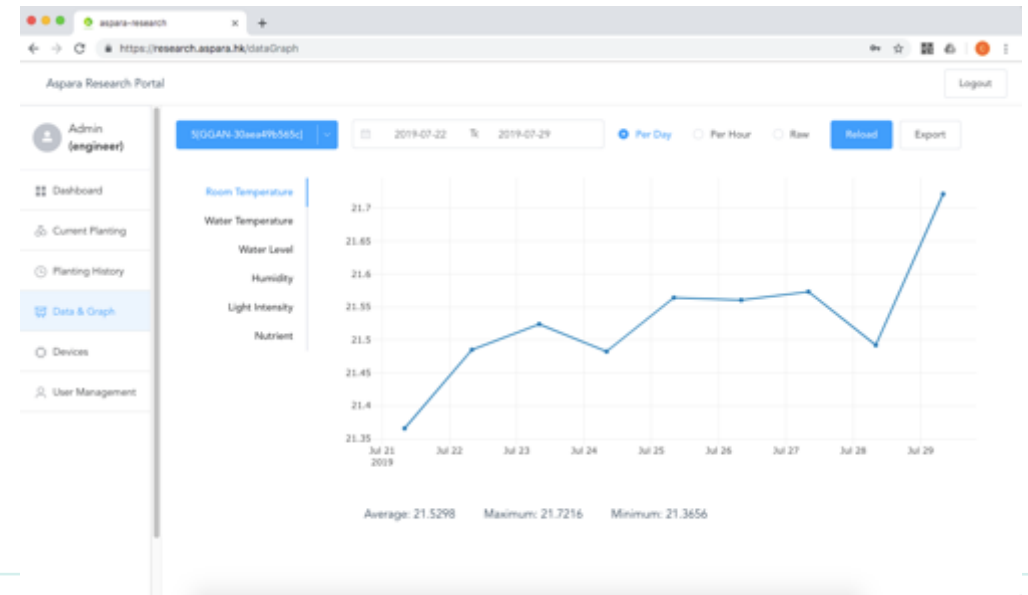 aspara-research
https://research.aspara.hk/dataGraph
Aspara Research Portal
Logout
Admin
(engineer)
Dashboard
Current Planting
Planting History
Data & Graph
Devices
User Management
5(GGAN-30aea49b565c)
2019-07-22 To 2019-07-29
Per Day
Per Hour
Raw
Reload
Export
Room Temperature
Water Temperature
Water Level
Humidity
Light Intensity
Nutrient
21.7
21.65
21.6
21.55
21.5
21.45
21.4
21.35
Jul 21 Jul 22 Jul 23 Jul 24 Jul 25 Jul 26 Jul 27 Jul 28 Jul 29
2019
Average: 21.5298 Maximum: 21.7216 Minimum: 21.3656